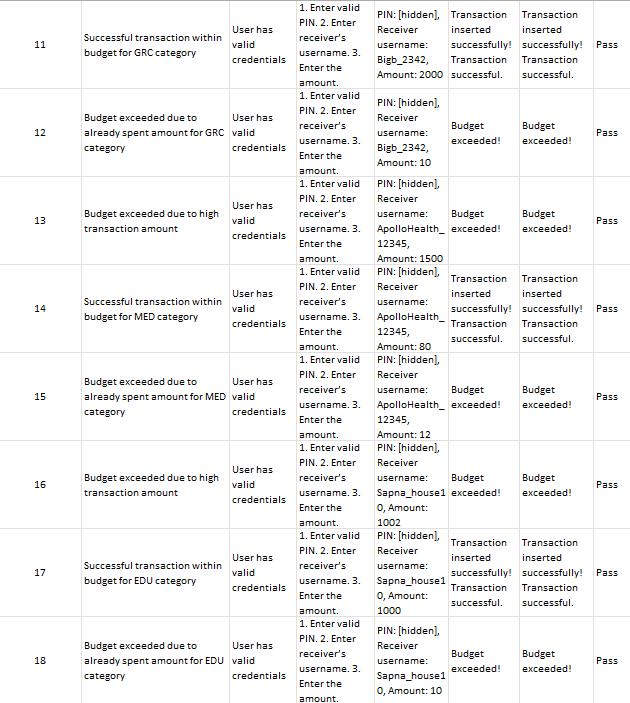 11
Successful transaction within
budget for GRC category
User has
valid
credentials
1. Enter valid
PIN. 2. Enter
receiver's
username. 3.
Enter the
amount.
PIN: [hidden],
Receiver
username:
Bigb_2342,
Amount: 2000
Transaction
inserted
successfully!
Transaction
successful.
Transaction
inserted
successfully!
Transaction
successful.
Pass
12
Budget exceeded due to
already spent amount for GRC
category
User has
valid
credentials
1. Enter valid
PIN. 2. Enter
receiver's
username. 3.
Enter the
amount.
PIN: [hidden],
Receiver
username:
Bigb_2342,
Amount: 10
Budget
exceeded!
Budget
exceeded!
Pass
13
Budget exceeded due to high
transaction amount
User has
valid
credentials
1. Enter valid
PIN. 2. Enter
receiver's
username. 3.
Enter the
amount.
PIN: [hidden],
Receiver
username:
ApolloHealth_
12345,
Amount: 1500
Budget
exceeded!
Budget
exceeded!
Pass
14
Successful transaction within
budget for MED category
User has
valid
credentials
1. Enter valid
PIN. 2. Enter
receiver's
username. 3.
Enter the
amount.
PIN: [hidden],
Receiver
username:
ApolloHealth_
12345,
Amount: 80
Transaction
inserted
successfully!
Transaction
successful.
Transaction
inserted
successfully!
Transaction
successful.
Pass
15
Budget exceeded due to
already spent amount for MED
category
User has
valid
credentials
1. Enter valid
PIN. 2. Enter
receiver's
username. 3.
Enter the
amount.
PIN: [hidden],
Receiver
username:
ApolloHealth_
12345,
Amount: 12
Budget
exceeded!
Budget
exceeded!
Pass
16
Budget exceeded due to high
transaction amount
User has
valid
credentials
1. Enter valid
PIN. 2. Enter
receiver's
username. 3.
Enter the
amount.
PIN: [hidden],
Receiver
username:
Sapna_house1
0, Amount:
1002
Budget
exceeded!
Budget
exceeded!
Pass
17
Successful transaction within
budget for EDU category
User has
valid
credentials
1. Enter valid
PIN. 2. Enter
receiver's
username. 3.
Enter the
amount.
PIN: [hidden],
Receiver
username:
Sapna_house1
0, Amount:
1000
Transaction
inserted
successfully!
Transaction
successful.
Transaction
inserted
successfully!
Transaction
successful.
Pass
18
Budget exceeded due to
already spent amount for EDU
category
User has
valid
credentials
1. Enter valid
PIN. 2. Enter
receiver's
username. 3.
Enter the
amount.
PIN: [hidden],
Receiver
username:
Sapna_house1
0, Amount: 10
Budget
exceeded!
Budget
exceeded!
Pass